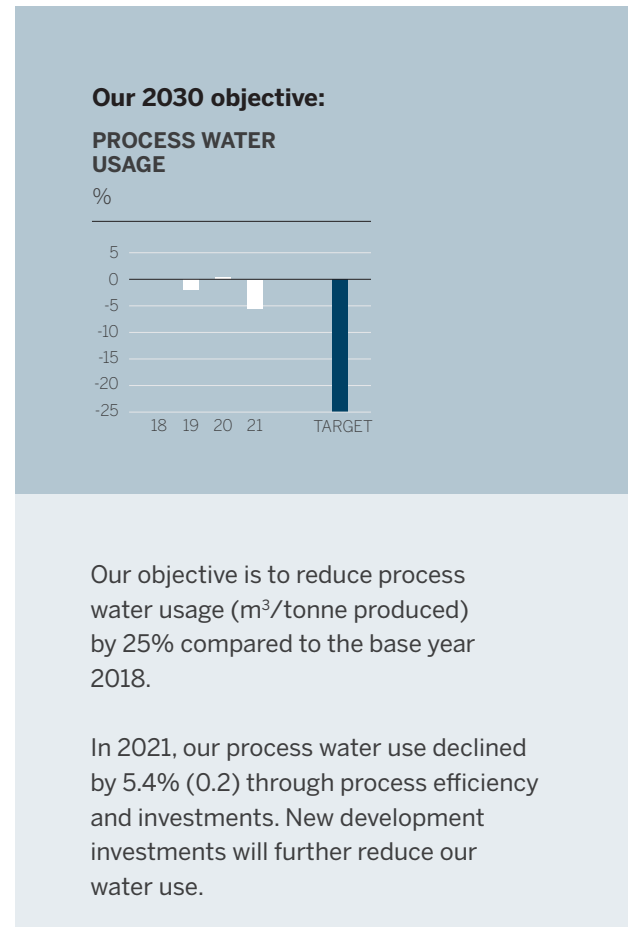 Our 2030 objective:
PROCESS WATER
USAGE
%
5
0
-5
-10
-15
-20
-25
18 19 20 21 TARGET
Our objective is to reduce process
water usage (m³/tonne produced)
by 25% compared to the base year
2018.
In 2021, our process water use declined
by 5.4% (0.2) through process efficiency
and investments. New development
investments will further reduce our
water use.